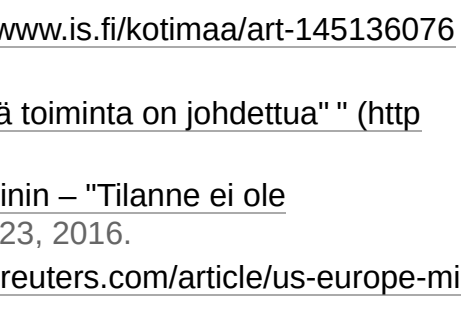 www.is.fi/kotimaa/art-145136076
ä toiminta on johdettua" " (http
inin – "Tilanne ei ole
23, 2016.
reuters.com/article/us-europe-mi